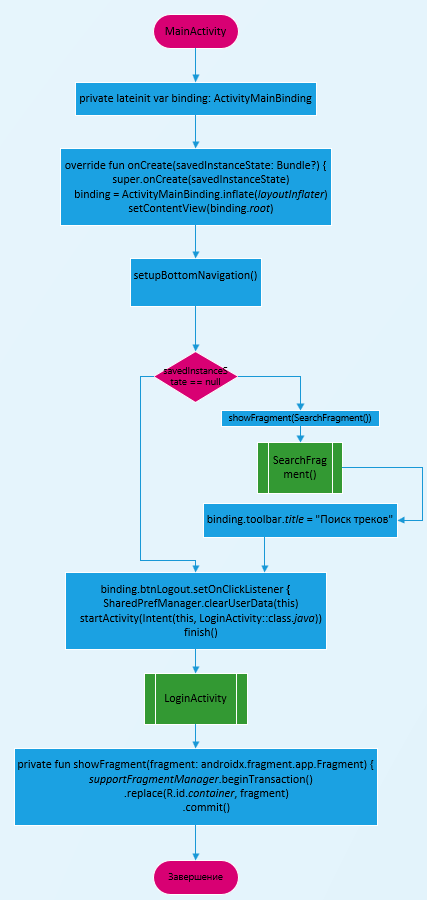 MainActivity
private lateinit var binding: ActivityMainBinding
override fun onCreate(savedInstanceState: Bundle?) {
super.onCreate(savedInstanceState)
binding = ActivityMainBinding.inflate(layoutInflater)
setContentView(binding.root)
setupBottomNavigation()
savedInstanceS
tate == null
showFragment(SearchFragment())
SearchFrag
ment()
binding.toolbar.title = "Поиск треков"
binding.btnLogout.setOnClickListener {
SharedPrefManager.clearUserData(this)
startActivity(Intent(this, LoginActivity::class.java))
finish()
LoginActivity
private fun showFragment(fragment: androidx.fragment.app.Fragment) {
supportFragmentManager.beginTransaction()
.replace(R.id.container, fragment)
.commit()
Завершение